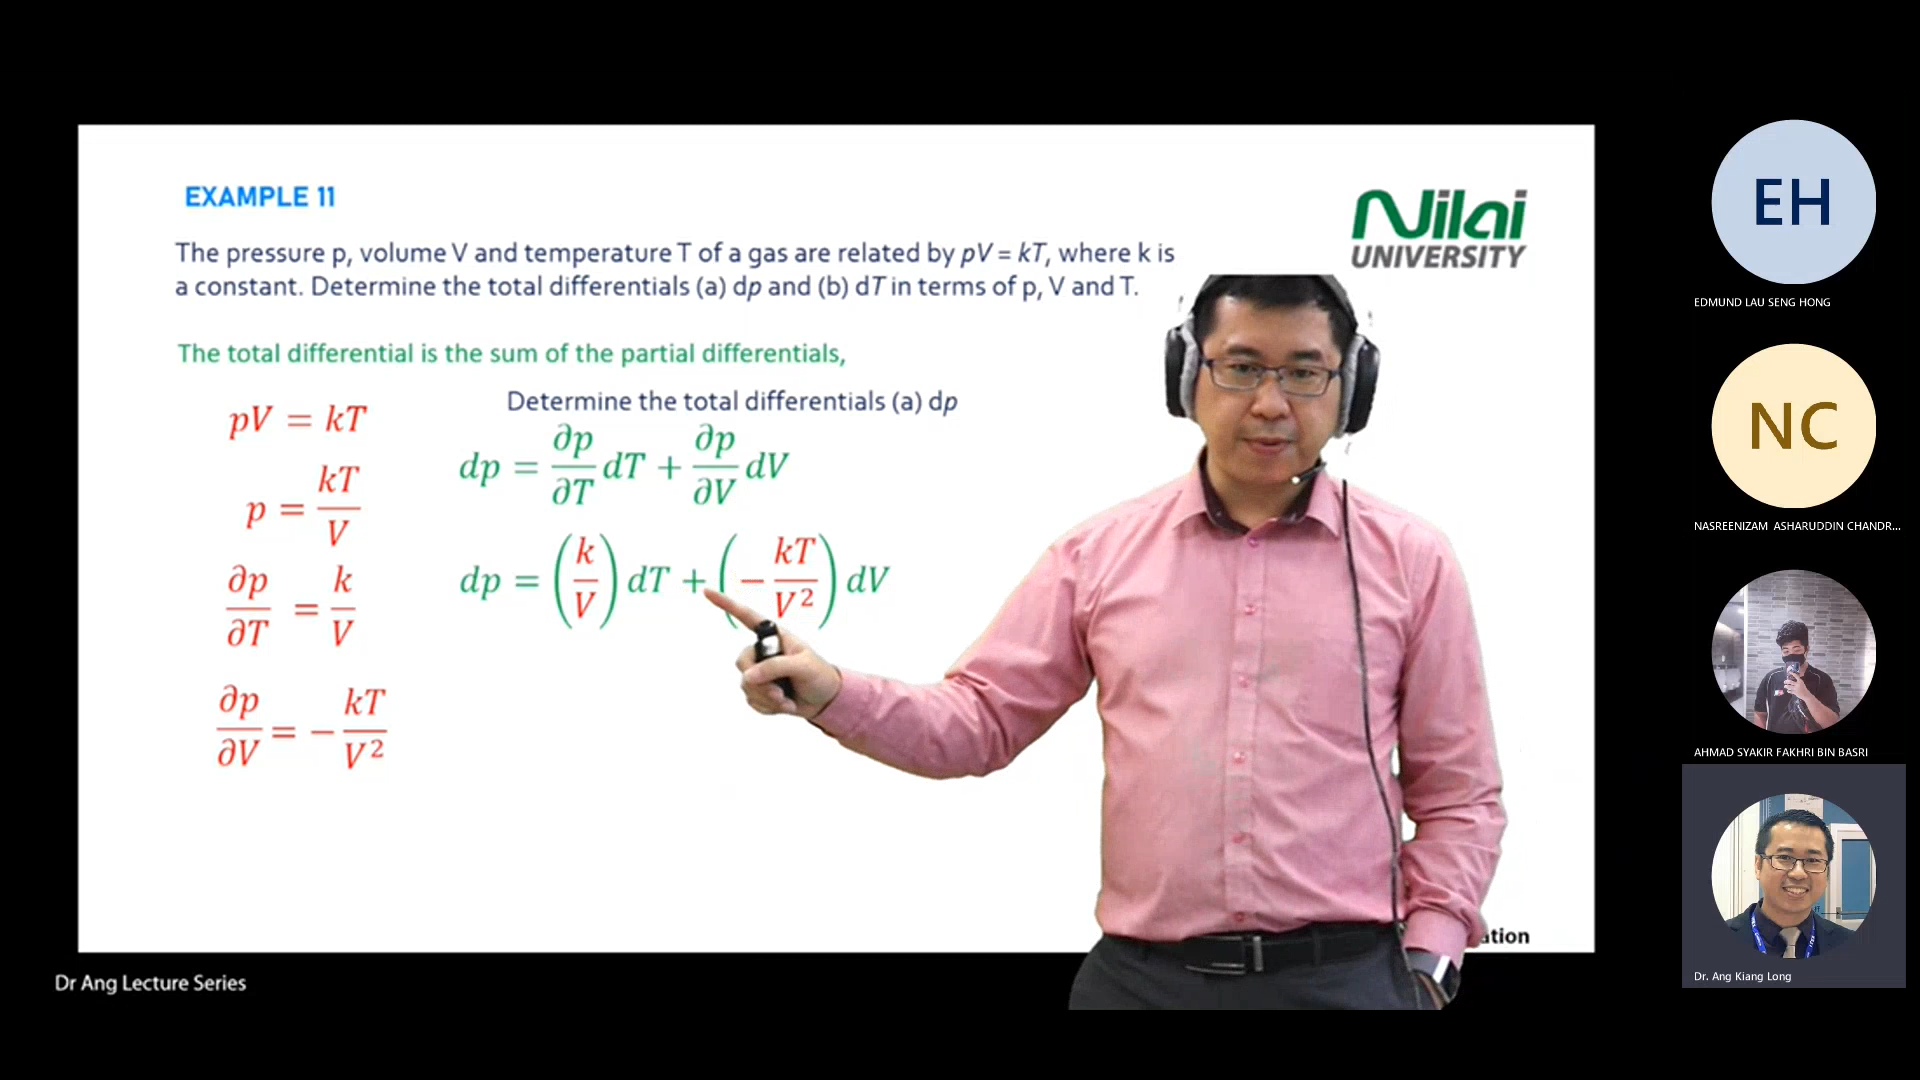 EXAMPLE 11
Nilai
UNIVERSITY
The pressure p, volume V and temperature T of a gas are related by pV = kT, where k is
a constant. Determine the total differentials (a) dp and (b) dT in terms of p, V and T.
The total differential is the sum of the partial differentials,
pV = kT
p = kT/V
∂p/∂T = k/V
∂p/∂V = − kT/V²
Determine the total differentials (a) dp
dp = ∂p/∂T dT + ∂p/∂V dV
dp = (k/V) dT + (− kT/V²) dV
ation
Dr Ang Lecture Series
EH
EDMUND LAU SENG HONG
NC
NASREENIZAM ASHARUDDIN CHANDR...
AHMAD SYAKIR FAKHRI BIN BASRI
Dr. Ang Kiang Long